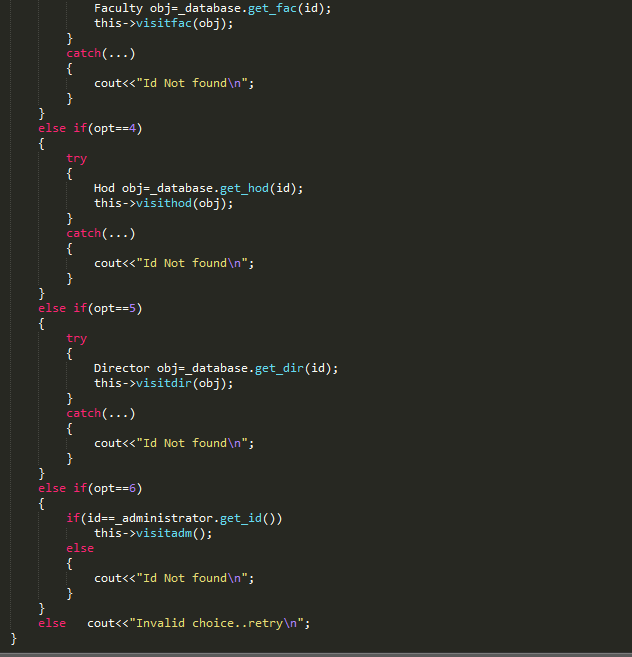 Faculty obj=_database.get_fac(id);
this->visitfac(obj);
}
catch(...)
{
cout<<"Id Not found\n";
}
}
else if(opt==4)
{
try
{
Hod obj=_database.get_hod(id);
this->visithod(obj);
}
catch(...)
{
cout<<"Id Not found\n";
}
}
else if(opt==5)
{
try
{
Director obj=_database.get_dir(id);
this->visitdir(obj);
}
catch(...)
{
cout<<"Id Not found\n";
}
}
else if(opt==6)
{
if(id==_administrator.get_id())
this->visitadm();
else
{
cout<<"Id Not found\n";
}
}
else   cout<<"Invalid choice..retry\n";
}